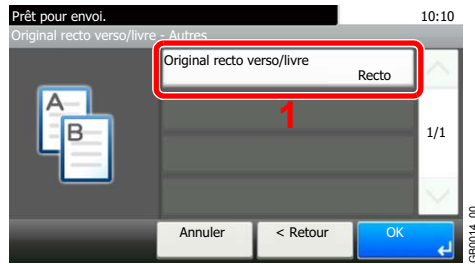 Prêt pour envoi.
10:10
Original recto verso/livre - Autres
Original recto verso/livre
Recto
A
B
1
1/1
Annuler
< Retour
OK
GB0014_00